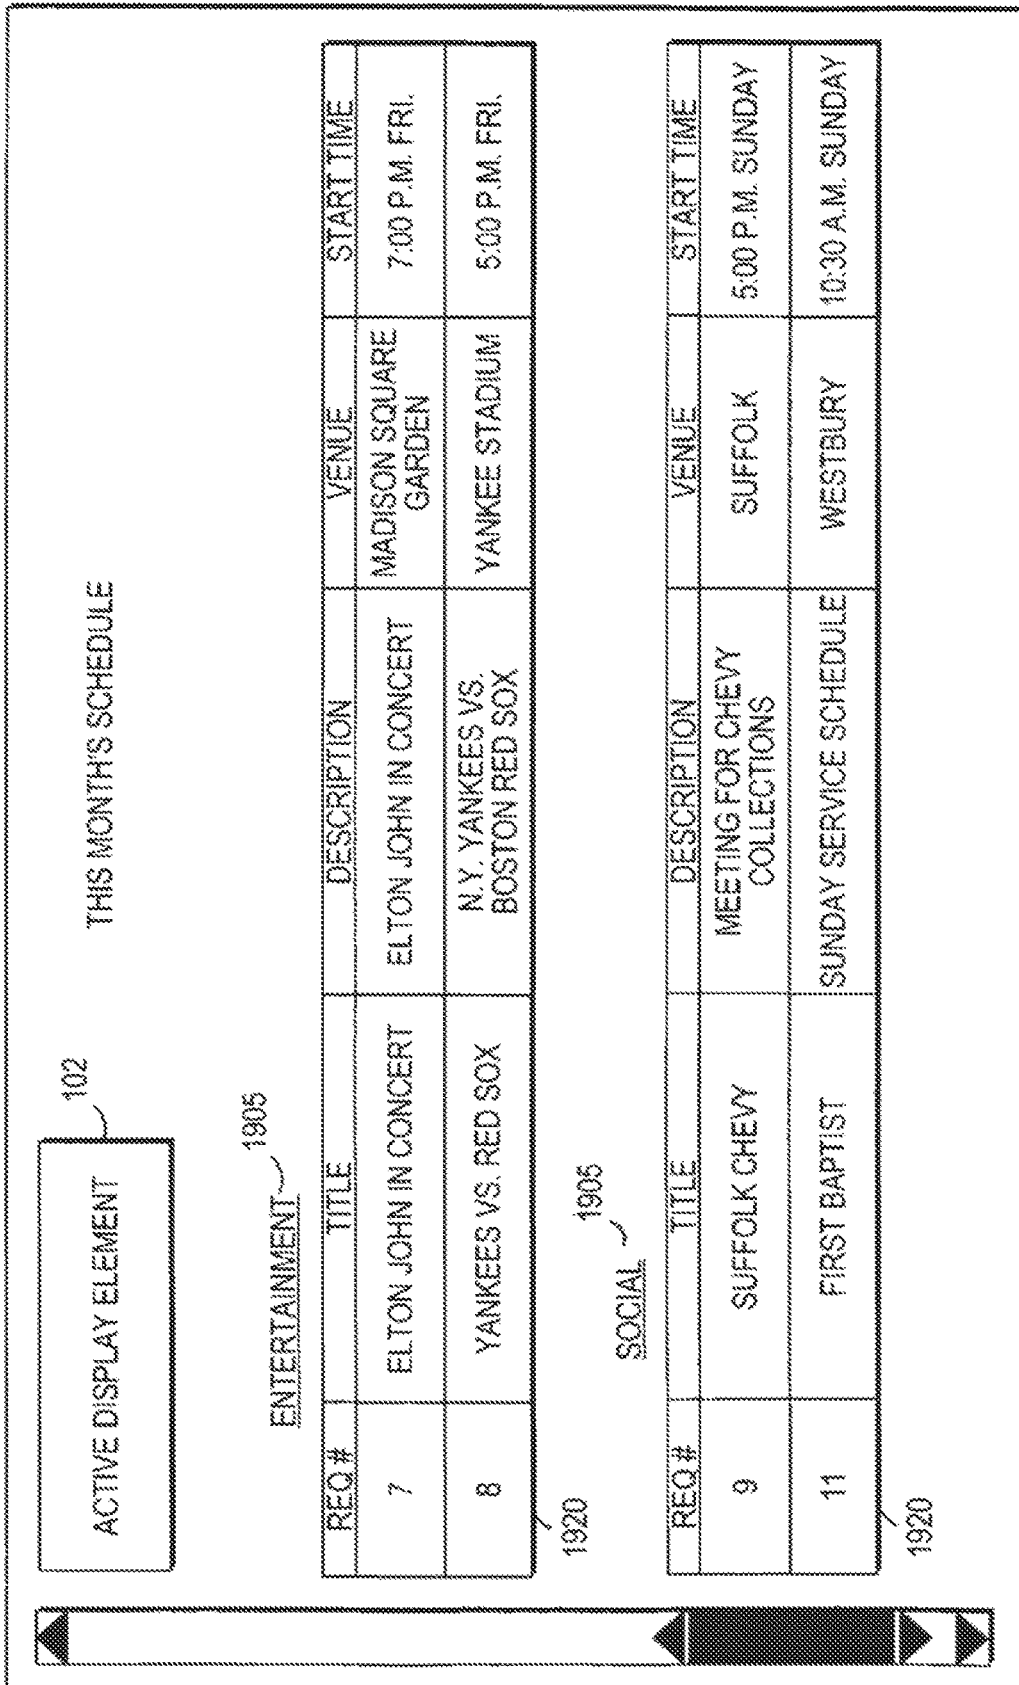 THIS MONTH'S SCHEDULE
ACTIVE DISPLAY ELEMENT
102
ENTERTAINMENT
1905
REQ # TITLE DESCRIPTION VENUE START TIME
7 ELTON JOHN IN CONCERT ELTON JOHN IN CONCERT MADISON SQUARE GARDEN 7:00 P.M. FRI.
8 YANKEES VS. RED SOX N.Y. YANKEES VS. BOSTON RED SOX YANKEE STADIUM 5:00 P.M. FRI.
1920
SOCIAL
1905
REQ # TITLE DESCRIPTION VENUE START TIME
9 SUFFOLK CHEVY MEETING FOR CHEVY COLLECTIONS SUFFOLK 5:00 P.M. SUNDAY
11 FIRST BAPTIST SUNDAY SERVICE SCHEDULE WESTBURY 10:30 A.M. SUNDAY
1920